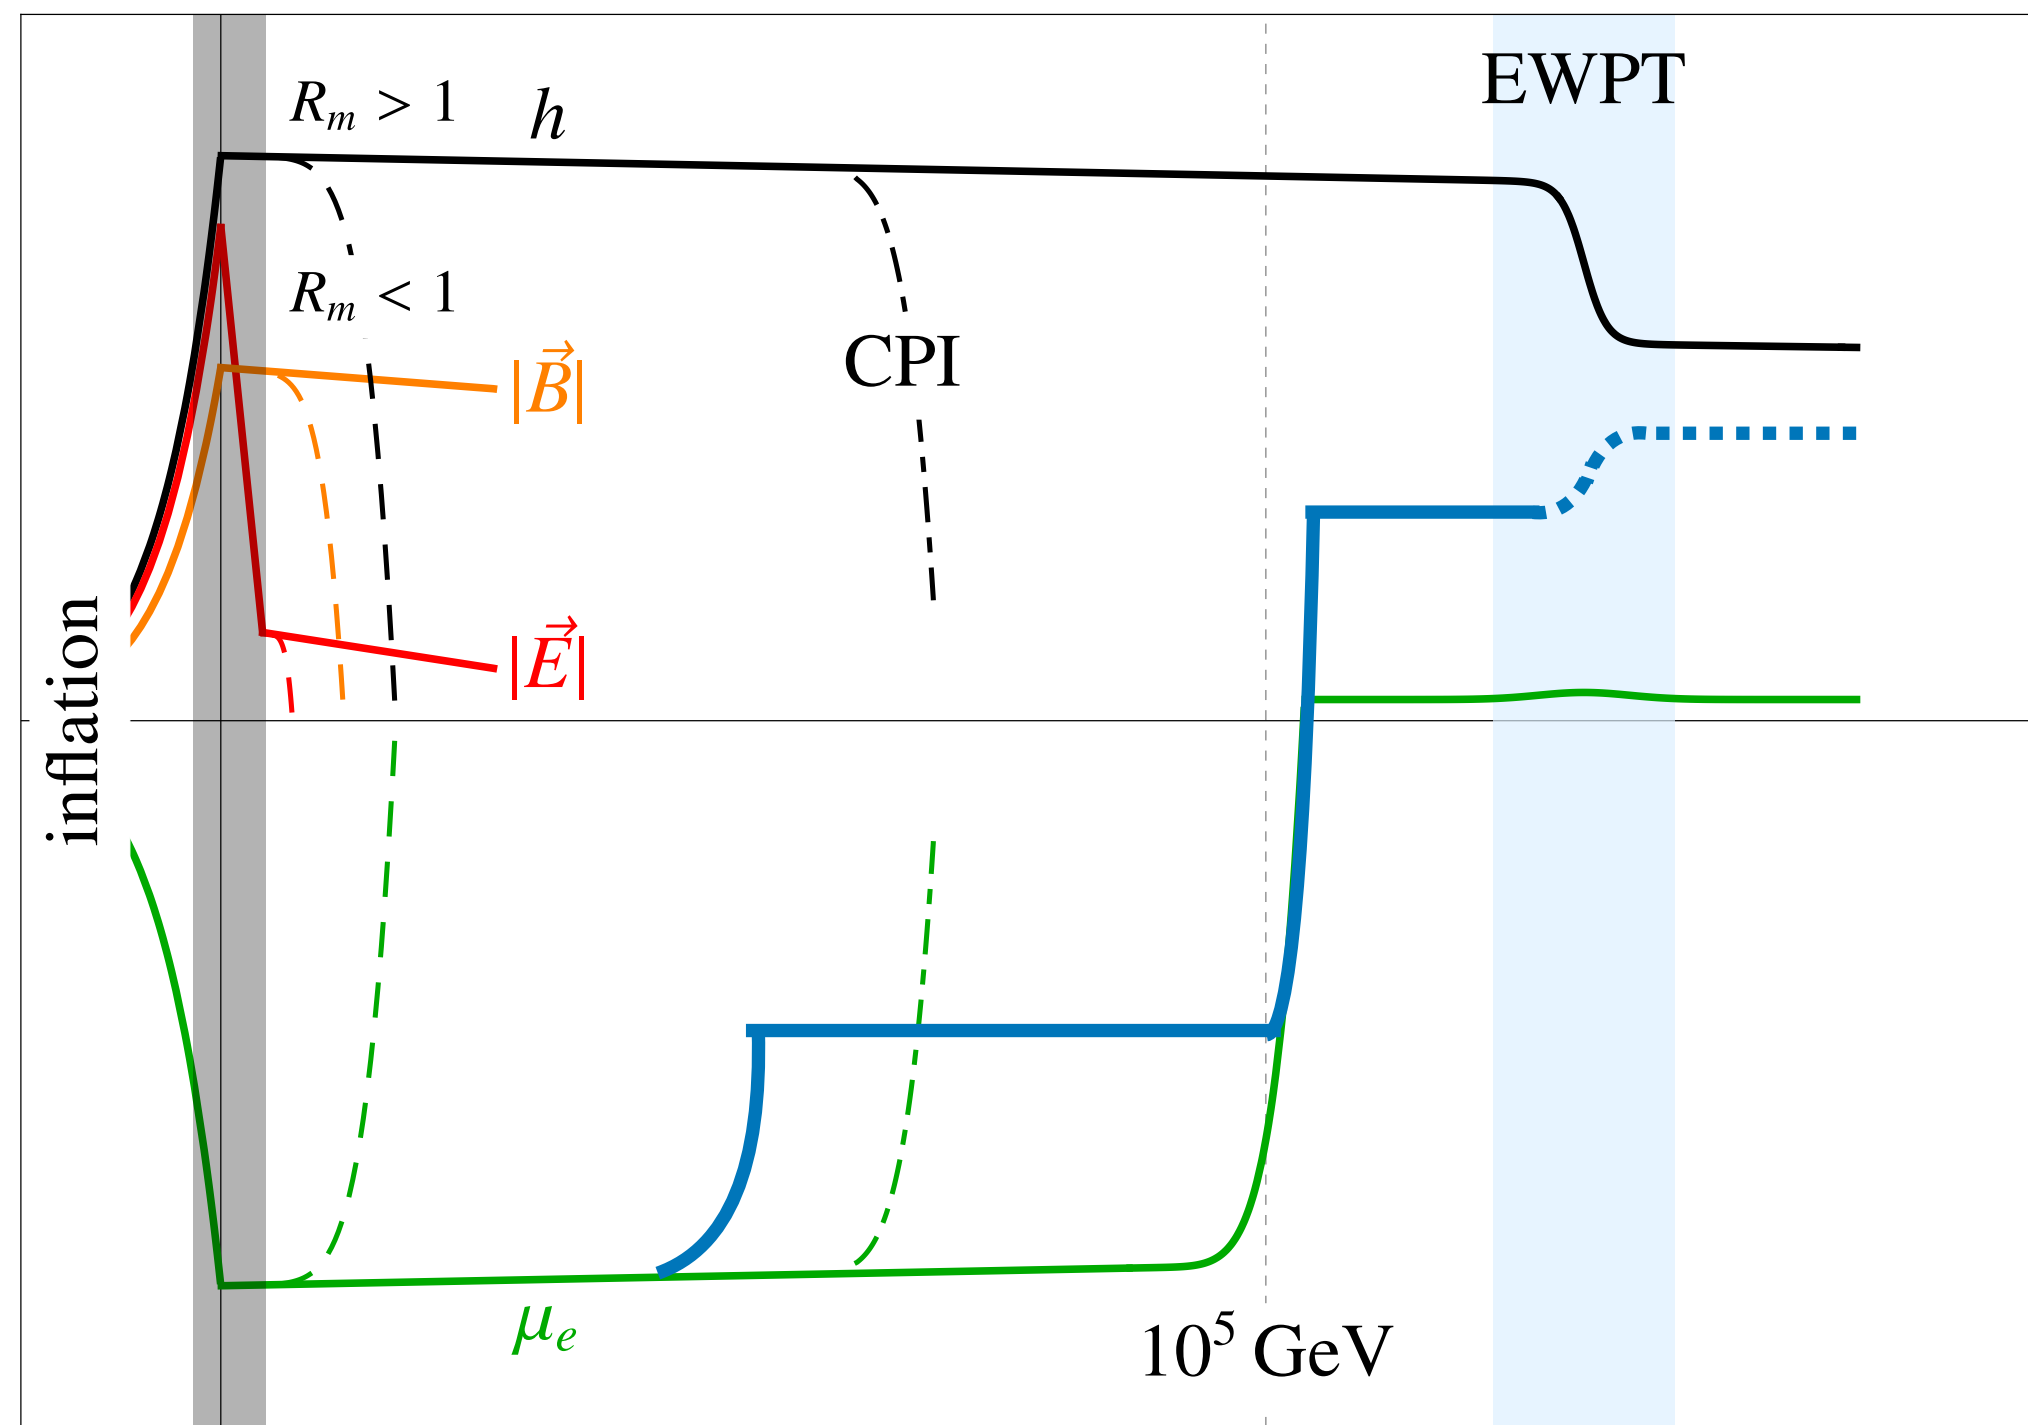 EWPT
R_m > 1
h
R_m < 1
|B⃗|
CPI
|E⃗|
inflation
μ_e
10^5 GeV